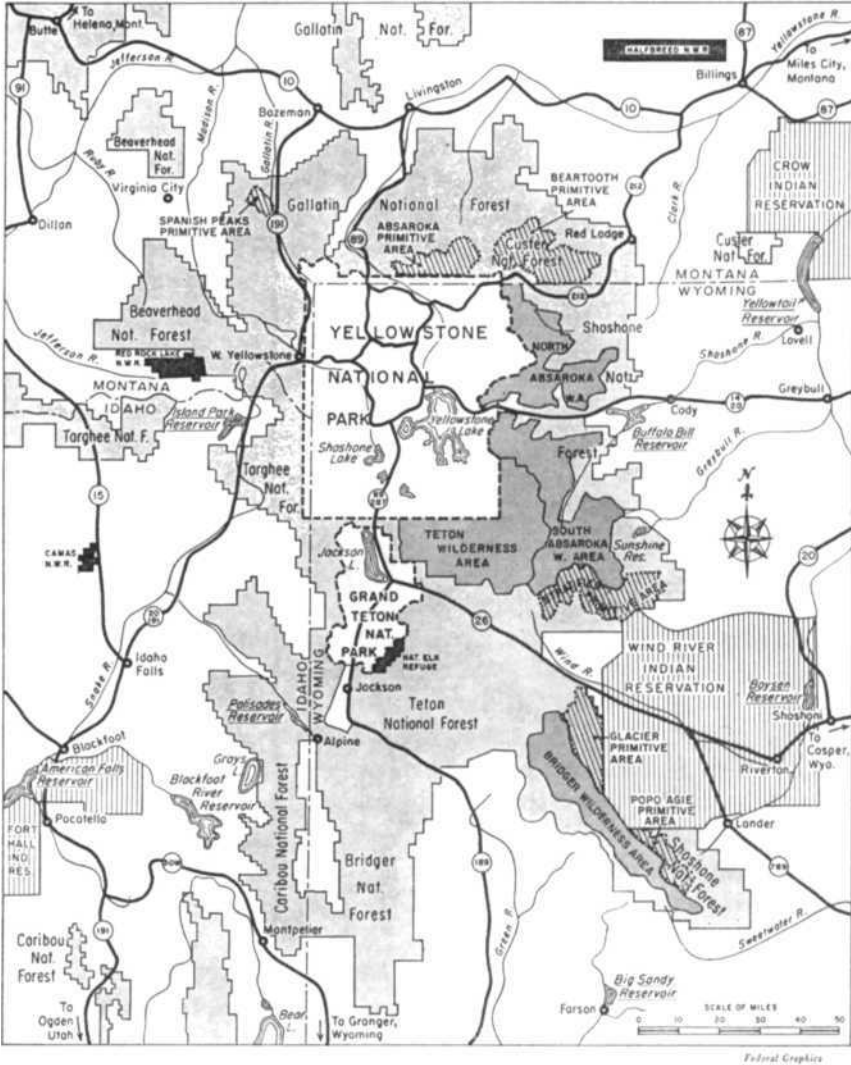 To
Helena, Mont.
Butte
Gallatin Nat. For.
87
HALFBREED N.W.R.
Yellowstone R.
To
Miles City,
Montana
91
Jefferson R.
10
Livingston
Billings
Bozeman
10
87
Madison R.
Gallatin R.
Ruby R.
Beaverhead
Nat.
For.
Virginia City
Gallatin
National Forest
BEARTOOTH
PRIMITIVE
AREA
212
Clark R.
CROW
INDIAN
RESERVATION
Dillon
SPANISH PEAKS
PRIMITIVE AREA
191
89
ABSAROKA
PRIMITIVE
AREA
Custer
Nat. Forest
Red Lodge
Custer
Nat. For.
MONTANA
WYOMING
Beaverhead
Nat. Forest
212
Yellowtail
Reservoir
YELLOWSTONE
NATIONAL
PARK
Shoshone
Nat.
Forest
Lovell
Jefferson R.
RED ROCK LAKE
N.W.R.
W. Yellowstone
NORTH
ABSAROKA
W.A.
Shoshone R.
MONTANA
IDAHO
Island Park
Reservoir
Targhee Nat. F.
Cody
14
20
Greybull
Yellowstone
Lake
Shoshone
Lake
Buffalo Bill
Reservoir
Greybull R.
Targhee
Nat.
For.
15
89
287
N
CAMAS
N.W.R.
Jackson
L.
TETON
WILDERNESS
AREA
SOUTH
ABSAROKA
W. AREA
Sunshine
Res.
20
GRAND
TETON
NAT.
PARK
26
WIND RIVER
INDIAN
RESERVATION
Idaho
Falls
Snake R.
NAT. ELK
REFUGE
Wind R.
IDAHO
WYOMING
Jackson
Boysen
Reservoir
Palisades
Reservoir
Teton
National Forest
Shoshoni
Alpine
GLACIER
PRIMITIVE
AREA
To
Casper,
Wyo.
Blackfoot
Grays
L.
BRIDGER WILDERNESS AREA
Riverton
American Falls
Reservoir
Blackfoot
River
Reservoir
POPO AGIE
PRIMITIVE
AREA
Pocatello
Lander
FORT
HALL
IND.
RES.
Caribou National Forest
Bridger
Nat.
Forest
189
Shoshone
Nat'l Forest
789
Montpelier
Green R.
Sweetwater R.
Caribou
Nat.
Forest
191
Big Sandy
Reservoir
Farson
SCALE OF MILES
0 10 20 30 40 50
To
Ogden
Utah
Bear
L.
To Granger,
Wyoming
Federal Graphics